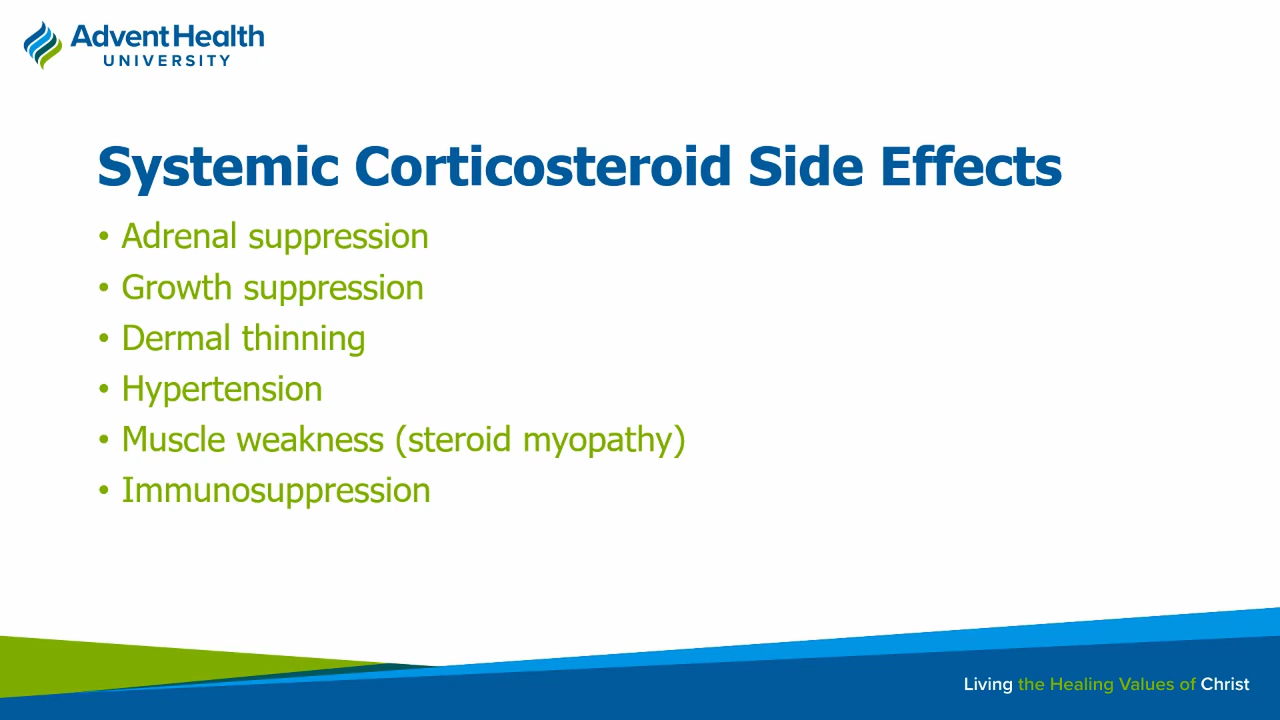 AdventHealth
UNIVERSITY
Systemic Corticosteroid Side Effects
• Adrenal suppression
• Growth suppression
• Dermal thinning
• Hypertension
• Muscle weakness (steroid myopathy)
• Immunosuppression
Living the Healing Values of Christ